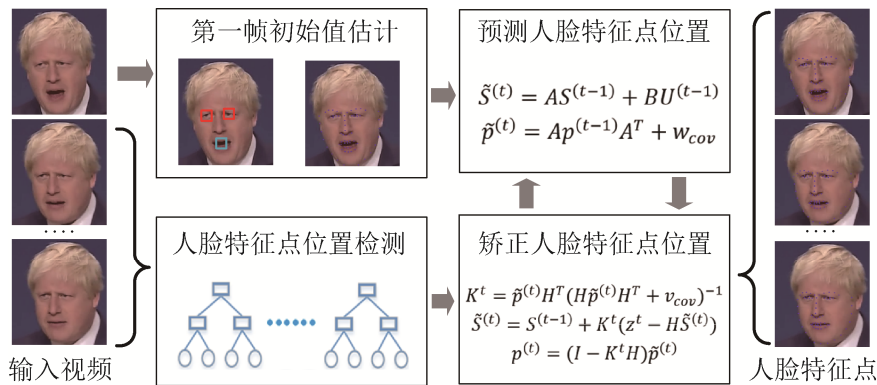 第一帧初始值估计
预测人脸特征点位置
S̃^(t) = AS^(t−1) + BU^(t−1)
p̃^(t) = Ap^(t−1)A^T + w_cov
....
....
人脸特征点位置检测
矫正人脸特征点位置
K^t = p̃^(t)H^T(Hp̃^(t)H^T + v_cov)^−1
S̃^(t) = S^(t−1) + K^t(z^t − HS̃^(t))
p^(t) = (I − K^tH)p̃^(t)
输入视频
人脸特征点